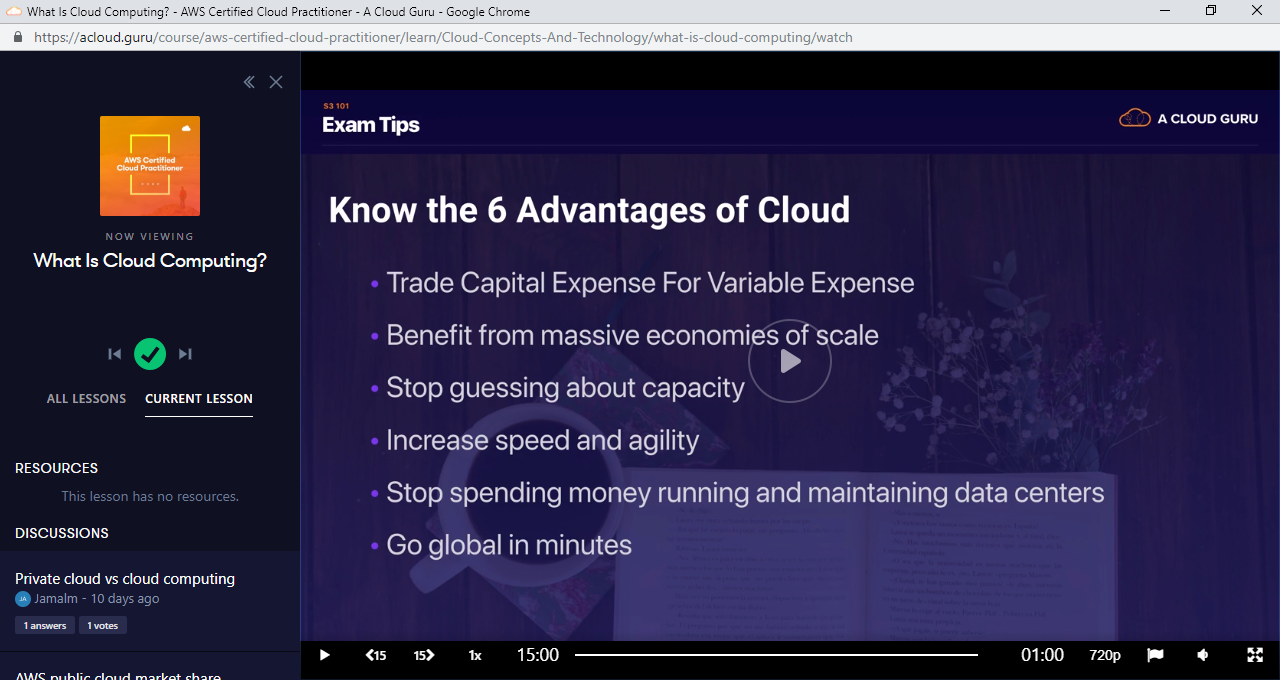 What Is Cloud Computing? - AWS Certified Cloud Practitioner - A Cloud Guru - Google Chrome
https://acloud.guru/course/aws-certified-cloud-practitioner/learn/Cloud-Concepts-And-Technology/what-is-cloud-computing/watch
AWS Certified
Cloud Practitioner
NOW VIEWING
What Is Cloud Computing?
ALL LESSONS CURRENT LESSON
RESOURCES
This lesson has no resources.
DISCUSSIONS
Private cloud vs cloud computing
JA Jamalm - 10 days ago
1 answers 1 votes
AWS public cloud market share
S3 101
Exam Tips
A CLOUD GURU
Know the 6 Advantages of Cloud
• Trade Capital Expense For Variable Expense
• Benefit from massive economies of scale
• Stop guessing about capacity
• Increase speed and agility
• Stop spending money running and maintaining data centers
• Go global in minutes
15 15 1x 15:00 01:00 720p